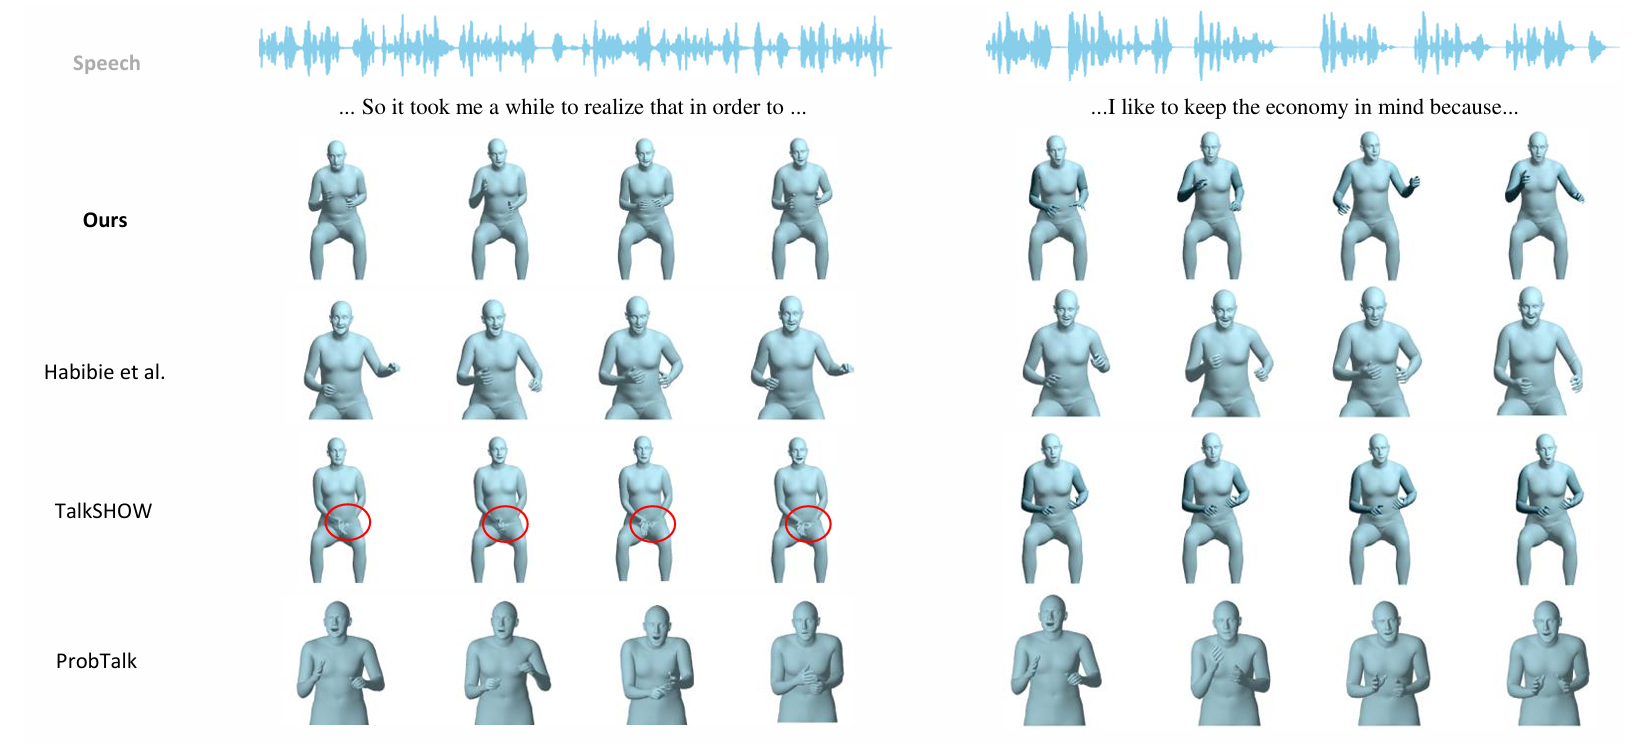 Speech
... So it took me a while to realize that in order to ...
...I like to keep the economy in mind because...
Ours
Habibie et al.
TalkSHOW
ProbTalk